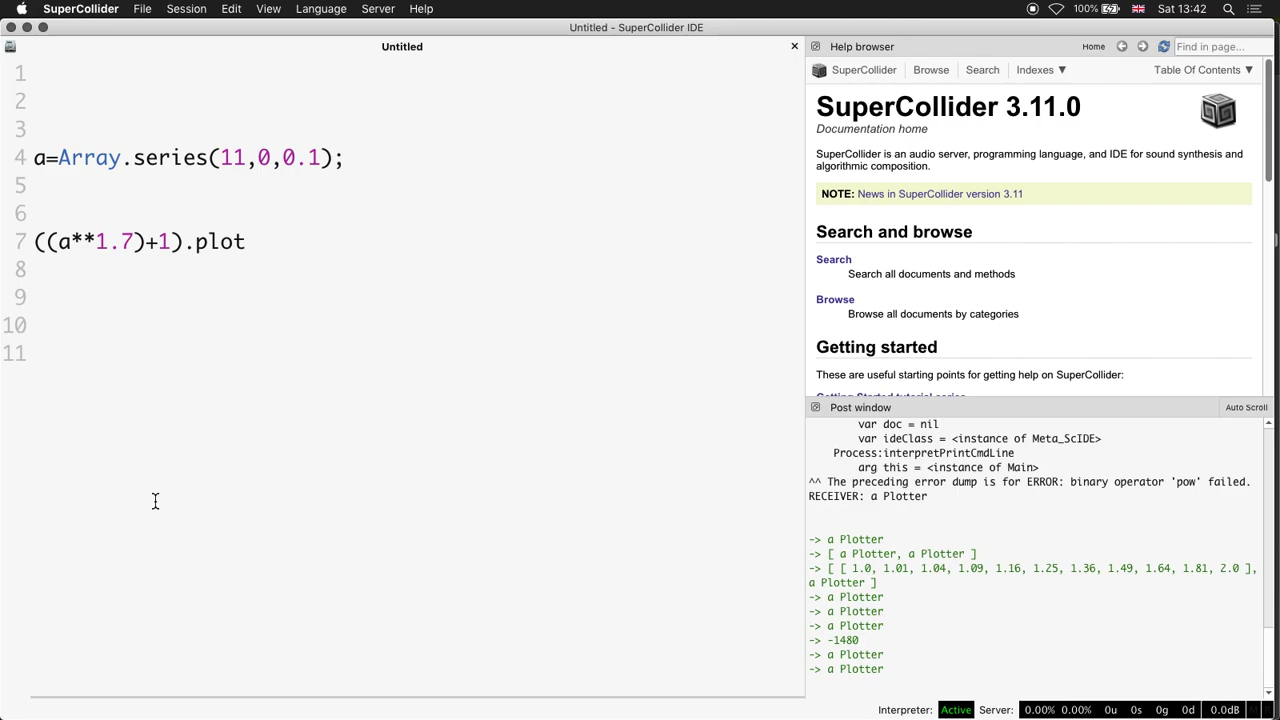 SuperCollider File Session Edit View Language Server Help 100% Sat 13:42
Untitled - SuperCollider IDE
Untitled
1
2
3
4 a=Array.series(11,0,0.1);
5
6
7 ((a**1.7)+1).plot
8
9
10
11
Help browser Home Find in page...
SuperCollider Browse Search Indexes ▼ Table Of Contents ▼
SuperCollider 3.11.0
Documentation home
SuperCollider is an audio server, programming language, and IDE for sound synthesis and
algorithmic composition.
NOTE: News in SuperCollider version 3.11
Search and browse
Search
Search all documents and methods
Browse
Browse all documents by categories
Getting started
These are useful starting points for getting help on SuperCollider:
Getting Started tutorial series
Post window Auto Scroll
var doc = nil
var ideClass = <instance of Meta_ScIDE>
Process:interpretPrintCmdLine
arg this = <instance of Main>
^^ The preceding error dump is for ERROR: binary operator 'pow' failed.
RECEIVER: a Plotter
-> a Plotter
-> [ a Plotter, a Plotter ]
-> [ [ 1.0, 1.01, 1.04, 1.09, 1.16, 1.25, 1.36, 1.49, 1.64, 1.81, 2.0 ],
a Plotter ]
-> a Plotter
-> a Plotter
-> a Plotter
-> -1480
-> a Plotter
-> a Plotter
Interpreter: Active Server: 0.00% 0.00% 0u 0s 0g 0d 0.0dB M R